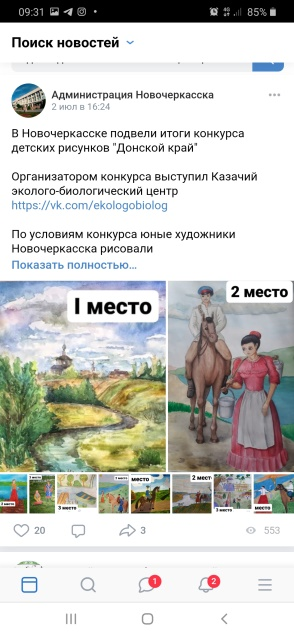 09:31
4G
85%
Поиск новостей
Администрация Новочеркасска
2 июл в 16:24
В Новочеркасске подвели итоги конкурса
детских рисунков "Донской край"
Организатором конкурса выступил Казачий
эколого-биологический центр
https://vk.com/ekologobiolog
По условиям конкурса юные художники
Новочеркасска рисовали
Показать полностью...
I место
2 место
3 место
место
2 место
3 место
место
20
3
553
1
2